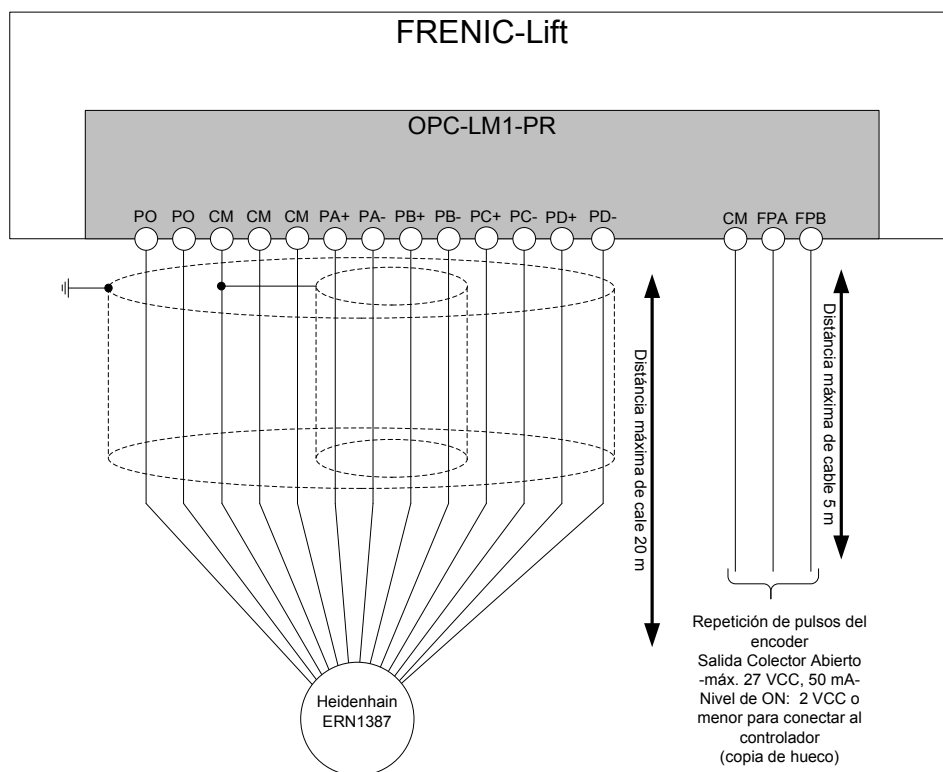 FRENIC-Lift
OPC-LM1-PR
PO PO CM CM CM PA+ PA- PB+ PB- PC+ PC- PD+ PD- CM FPA FPB
Distáncia máxima de cale 20 m
Distáncia máxima de cable 5 m
Heidenhain
ERN1387
Repetición de pulsos del
encoder
Salida Colector Abierto
-máx. 27 VCC, 50 mA-
Nivel de ON: 2 VCC o
menor para conectar al
controlador
(copia de hueco)